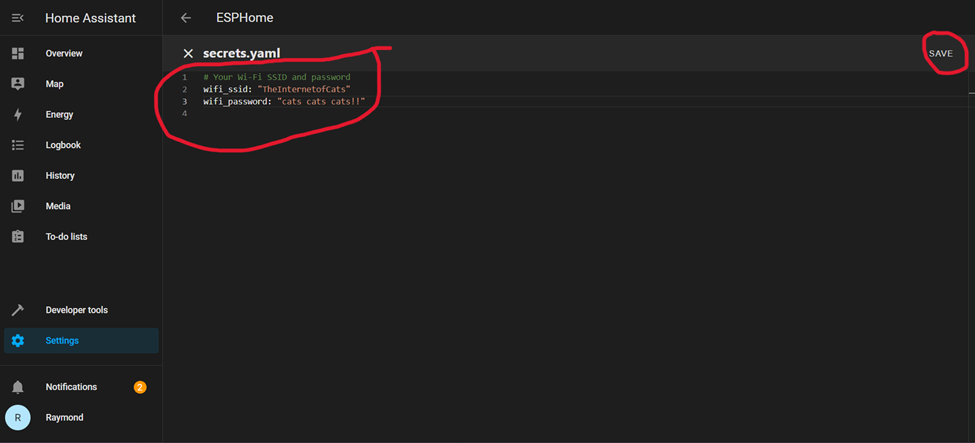 Home Assistant
ESPHome
Overview
secrets.yaml
SAVE
Map
1 # Your Wi-Fi SSID and password
2 wifi_ssid: "TheInternetofCats"
3 wifi_password: "cats cats cats!!"
4
Energy
Logbook
History
Media
To-do lists
Developer tools
Settings
Notifications 2
R Raymond